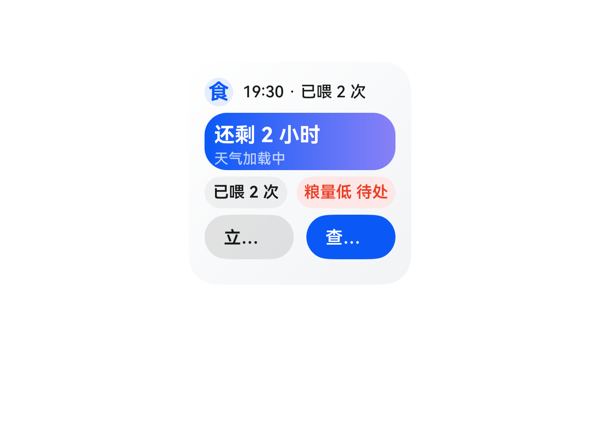 食 19:30 · 已喂 2 次
还剩 2 小时
天气加载中
已喂 2 次 粮量低 待处
立... 查...